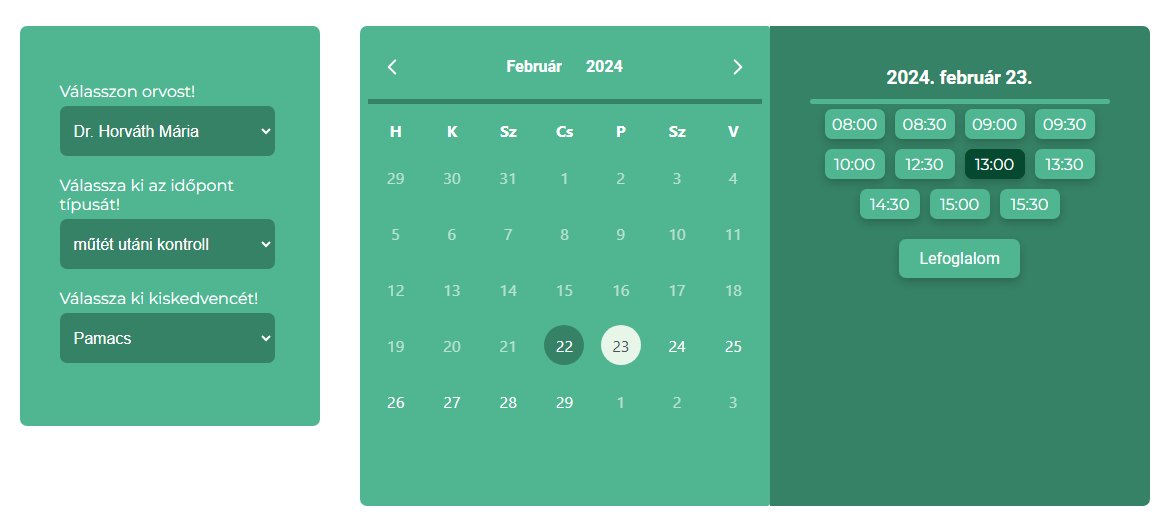 Válasszon orvost!
Dr. Horváth Mária
Válassza ki az időpont
típusát!
műtét utáni kontroll
Válassza ki kiskedvencét!
Pamacs
Február 2024
H K Sz Cs P Sz V
29 30 31 1 2 3 4
5 6 7 8 9 10 11
12 13 14 15 16 17 18
19 20 21 22 23 24 25
26 27 28 29 1 2 3
2024. február 23.
08:00 08:30 09:00 09:30
10:00 12:30 13:00 13:30
14:30 15:00 15:30
Lefoglalom